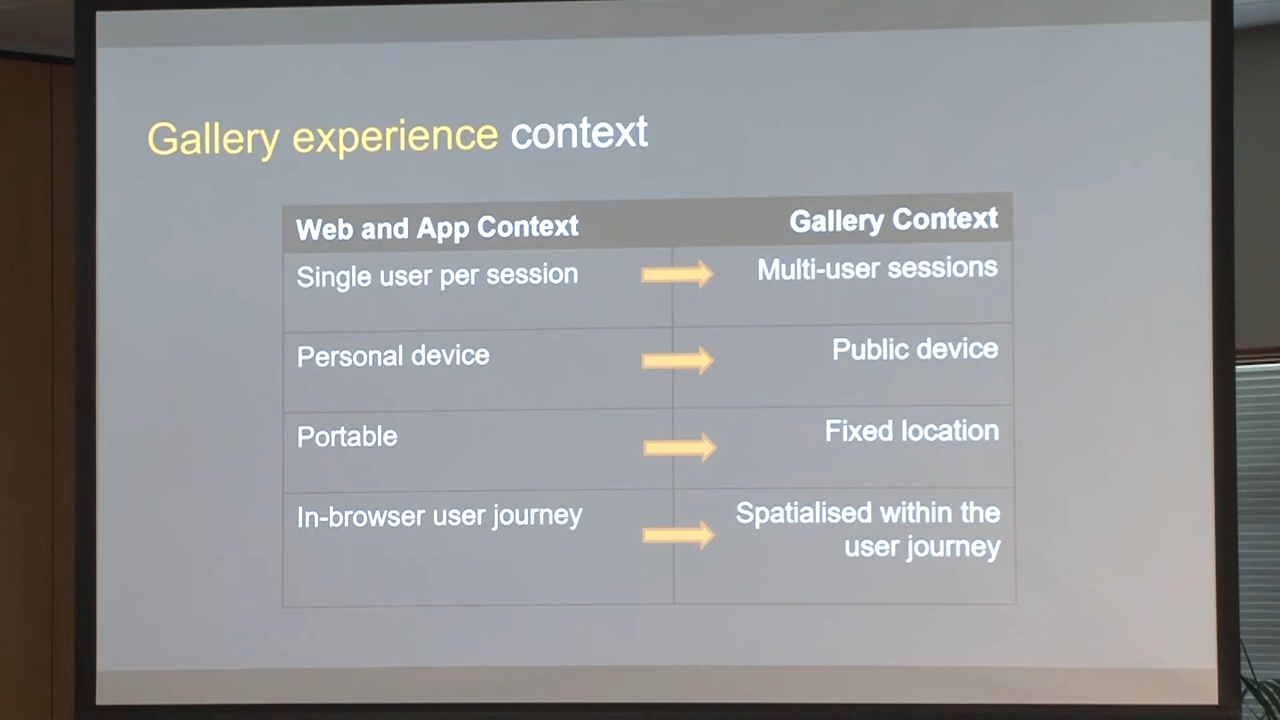 Gallery experience context
Web and App Context
Gallery Context
Single user per session
Multi-user sessions
Personal device
Public device
Portable
Fixed location
In-browser user journey
Spatialised within the
user journey